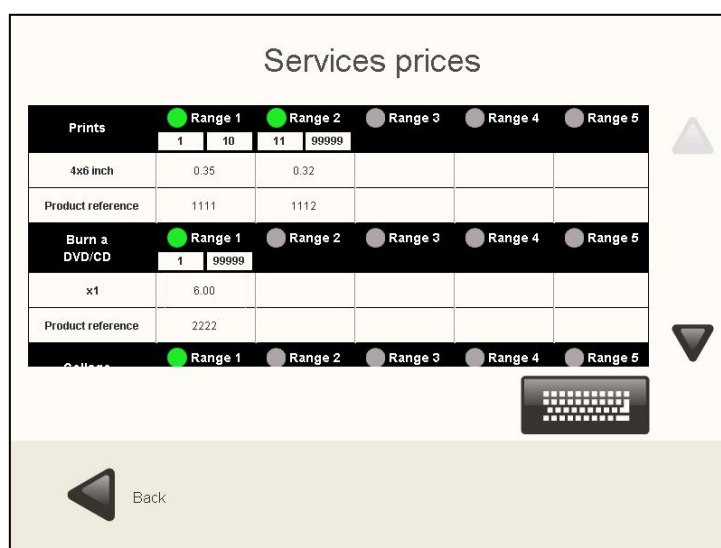 Services prices
Prints Range 1 Range 2 Range 3 Range 4 Range 5
1 10 11 99999
4x6 inch 0.35 0.32
Product reference 1111 1112
Burn a DVD/CD Range 1 Range 2 Range 3 Range 4 Range 5
1 99999
x1 6.00
Product reference 2222
Range 1 Range 2 Range 3 Range 4 Range 5
Back